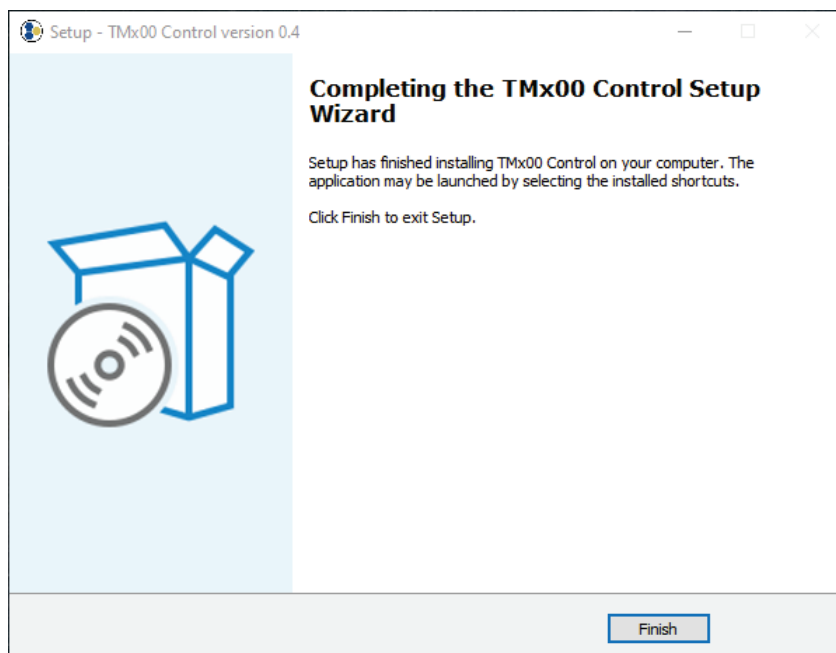 Setup - TMx00 Control version 0.4
Completing the TMx00 Control Setup
Wizard
Setup has finished installing TMx00 Control on your computer. The
application may be launched by selecting the installed shortcuts.
Click Finish to exit Setup.
Finish